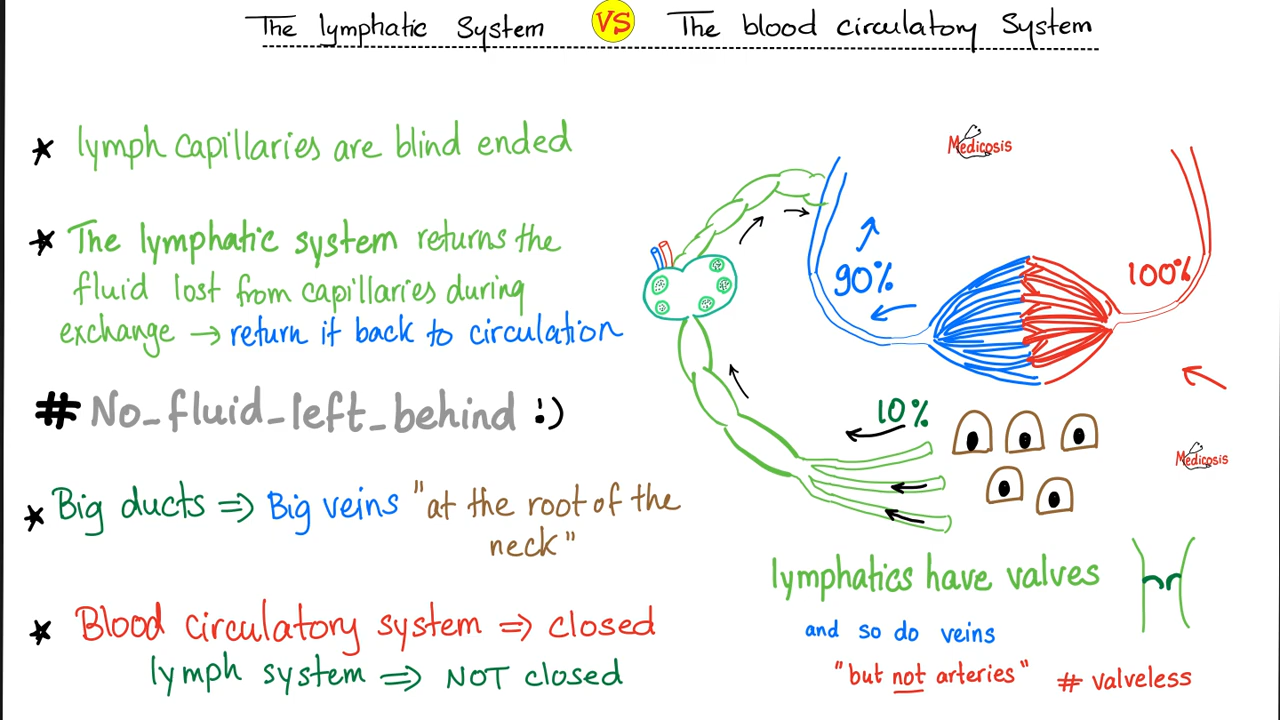 The lymphatic System VS The blood circulatory System
★ lymph capillaries are blind ended
★ The lymphatic system returns the
fluid lost from capillaries during
exchange → return it back to circulation
# No_fluid_left_behind :)
★ Big ducts ⇒ Big veins "at the root of the
neck"
★ Blood circulatory system ⇒ closed
lymph system ⇒ NOT closed
Medicosis
90%
100%
10%
Medicosis
lymphatics have valves
and so do veins
"but not arteries" # valveless